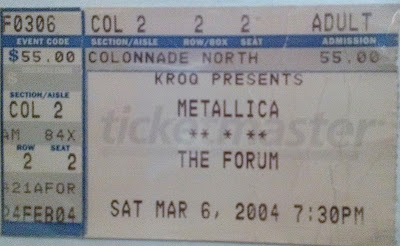 F0306 COL 2 2 2 ADULT
EVENT CODE SECTION/AISLE ROW/BOX SEAT ADMISSION
$55.00 COLONNADE NORTH 55.00
KROQ PRESENTS
SECTION/AISLE METALLICA
COL 2 ticketmaster
AM 84X ** * **
ROW SEAT
2 2 THE FORUM
A21AFOR
24FEB04 SAT MAR 6, 2004 7:30PM